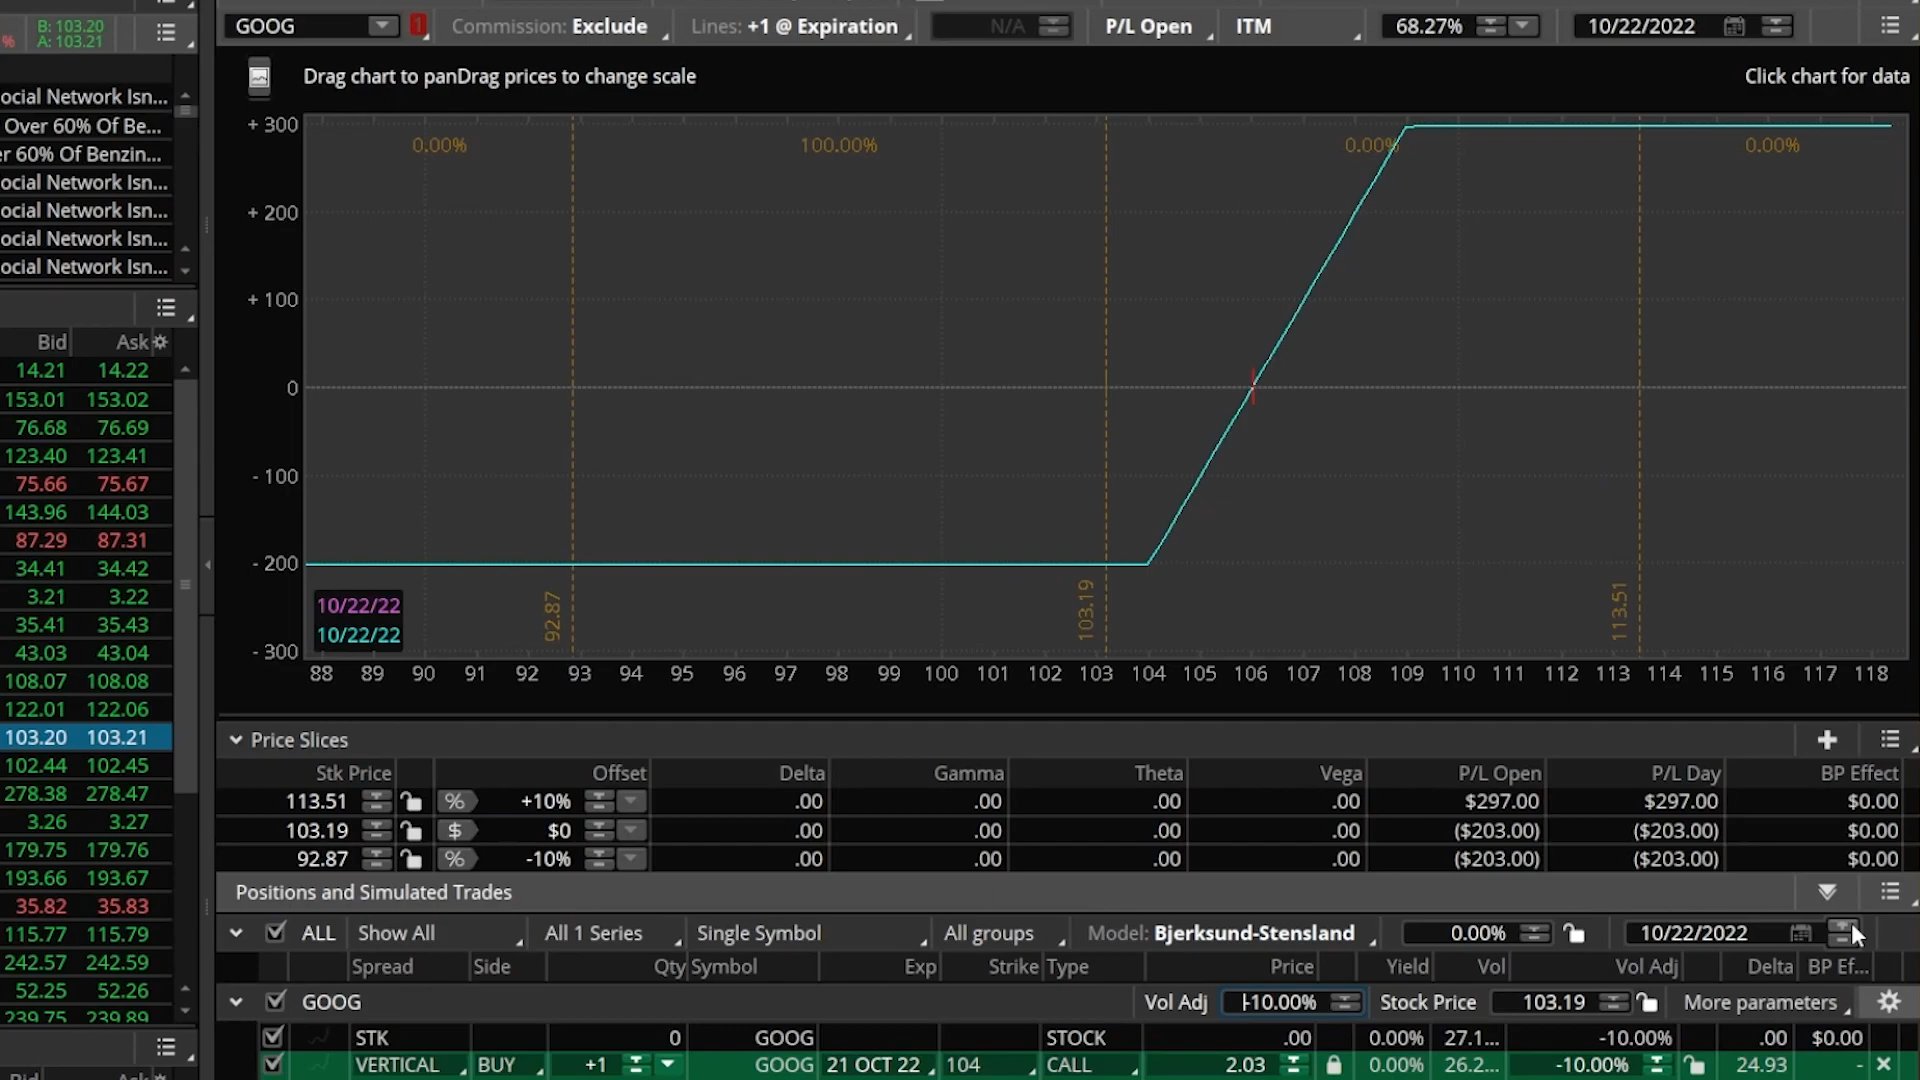 B: 103.20
A: 103.21
%
GOOG
1
Commission: Exclude
Lines: +1 @ Expiration
N/A
P/L Open
ITM
68.27%
10/22/2022
Drag chart to panDrag prices to change scale
Click chart for data
ocial Network Isn...
Over 60% Of Be...
er 60% Of Benzin...
ocial Network Isn...
ocial Network Isn...
ocial Network Isn...
ocial Network Isn...
Bid Ask
14.21 14.22
153.01 153.02
76.68 76.69
123.40 123.41
75.66 75.67
143.96 144.03
87.29 87.31
34.41 34.42
3.21 3.22
35.41 35.43
43.03 43.04
108.07 108.08
122.01 122.06
103.20 103.21
102.44 102.45
278.38 278.47
3.26 3.27
179.75 179.76
193.66 193.67
35.82 35.83
115.77 115.79
242.57 242.59
52.25 52.26
239.75 239.89
Bid Ask
+ 300
+ 200
+ 100
0
- 100
- 200
- 300
0.00% 100.00% 0.00% 0.00%
92.87 103.19 113.51
10/22/22
10/22/22
88 89 90 91 92 93 94 95 96 97 98 99 100 101 102 103 104 105 106 107 108 109 110 111 112 113 114 115 116 117 118
Price Slices
Stk Price Offset Delta Gamma Theta Vega P/L Open P/L Day BP Effect
113.51 % +10% .00 .00 .00 .00 $297.00 $297.00 $0.00
103.19 $ $0 .00 .00 .00 .00 ($203.00) ($203.00) $0.00
92.87 % -10% .00 .00 .00 .00 ($203.00) ($203.00) $0.00
Positions and Simulated Trades
ALL Show All All 1 Series Single Symbol All groups Model: Bjerksund-Stensland 0.00% 10/22/2022
Spread Side Qty Symbol Exp Strike Type Price Yield Vol Vol Adj Delta BP Ef...
GOOG Vol Adj -10.00% Stock Price 103.19 More parameters
STK 0 GOOG STOCK .00 0.00% 27.1... -10.00% .00 $0.00
VERTICAL BUY +1 GOOG 21 OCT 22 104 CALL 2.03 0.00% 26.2... -10.00% 24.93 -